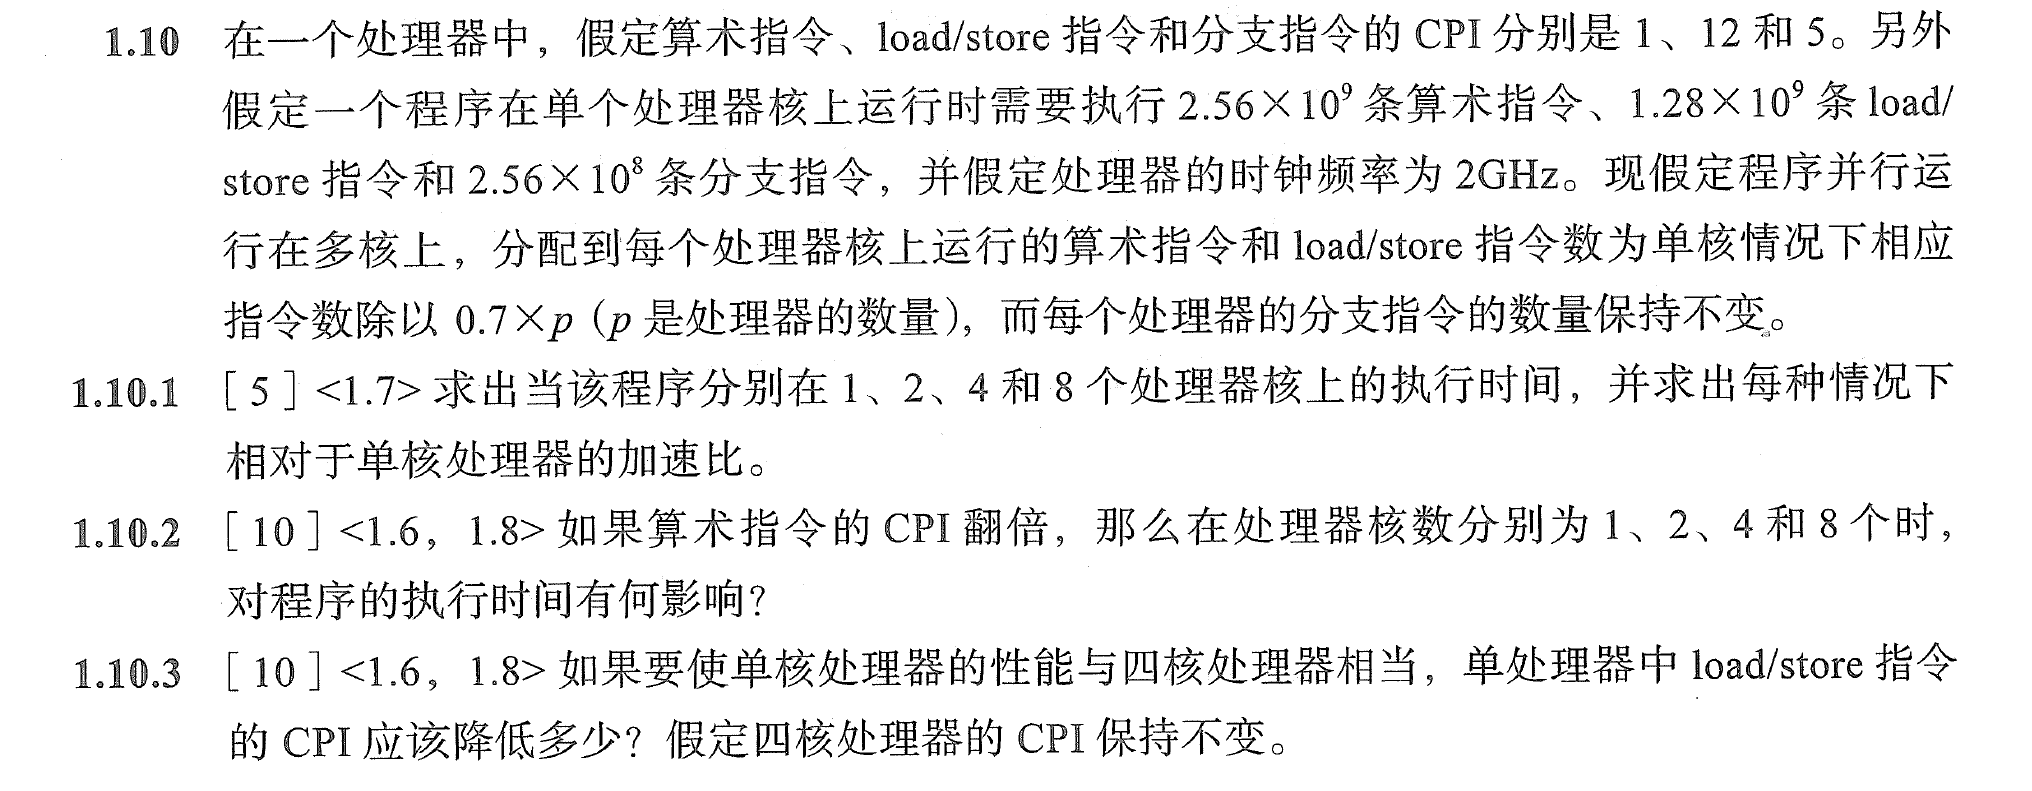 1.10 在一个处理器中，假定算术指令、load/store 指令和分支指令的 CPI 分别是 1、12 和 5。另外
假定一个程序在单个处理器核上运行时需要执行 2.56×10⁹ 条算术指令、1.28×10⁹ 条 load/
store 指令和 2.56×10⁸ 条分支指令，并假定处理器的时钟频率为 2GHz。现假定程序并行运
行在多核上，分配到每个处理器核上运行的算术指令和 load/store 指令数为单核情况下相应
指令数除以 0.7×p（p 是处理器的数量），而每个处理器的分支指令的数量保持不变。
1.10.1 ［5］<1.7> 求出当该程序分别在 1、2、4 和 8 个处理器核上的执行时间，并求出每种情况下
相对于单核处理器的加速比。
1.10.2 ［10］<1.6，1.8> 如果算术指令的 CPI 翻倍，那么在处理器核数分别为 1、2、4 和 8 个时，
对程序的执行时间有何影响？
1.10.3 ［10］<1.6，1.8> 如果要使单核处理器的性能与四核处理器相当，单处理器中 load/store 指令
的 CPI 应该降低多少？假定四核处理器的 CPI 保持不变。